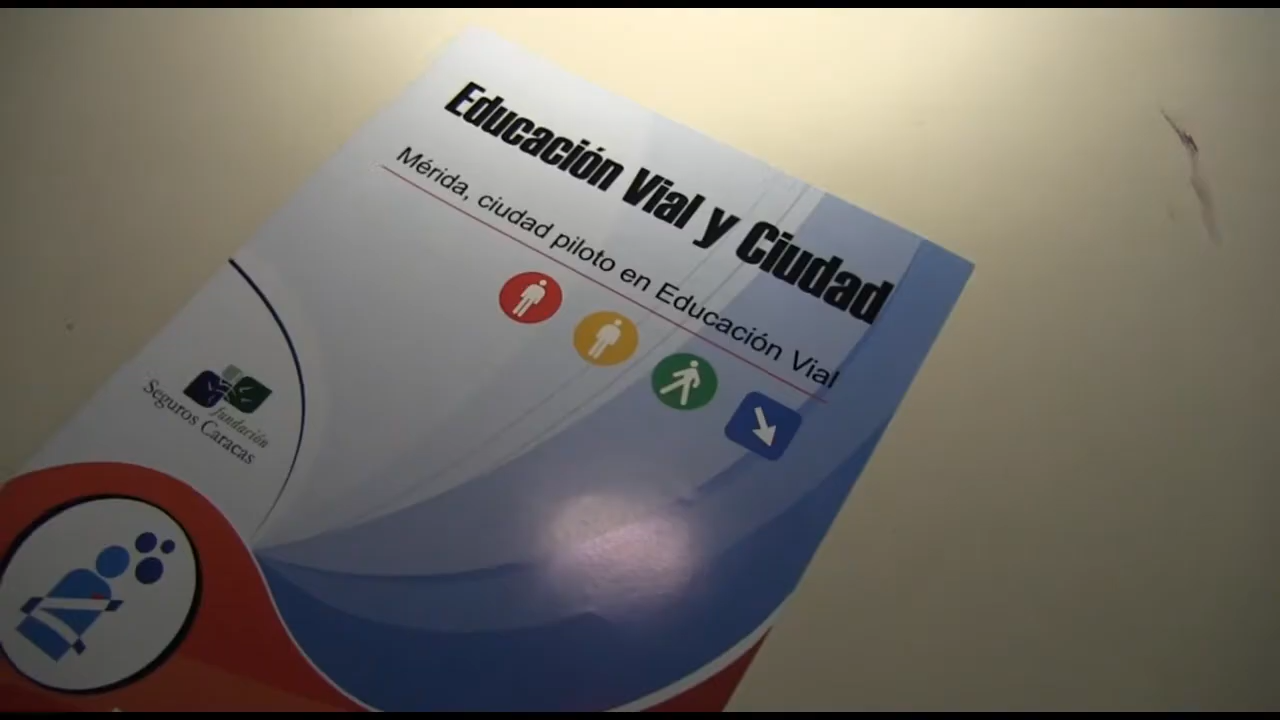 Educación Vial y Ciudad
Mérida, ciudad piloto en Educación Vial
fundación
Seguros Caracas